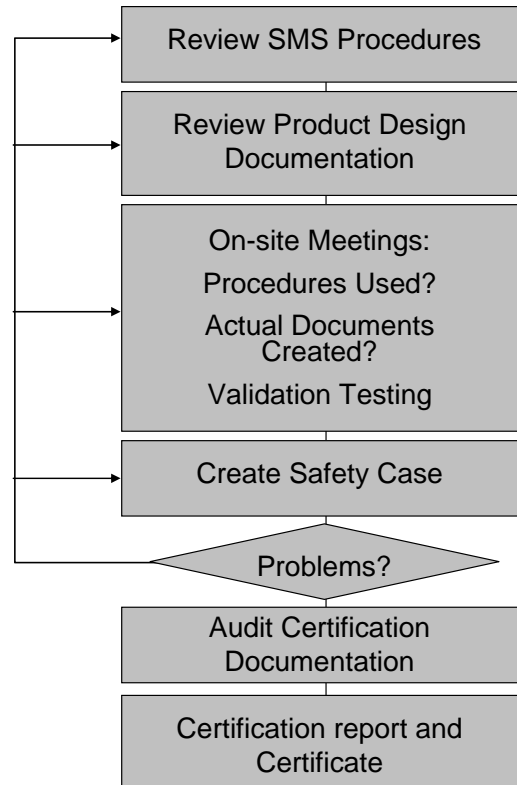 Review SMS Procedures
Review Product Design
Documentation
On-site Meetings:
Procedures Used?
Actual Documents
Created?
Validation Testing
Create Safety Case
Problems?
Audit Certification
Documentation
Certification report and
Certificate